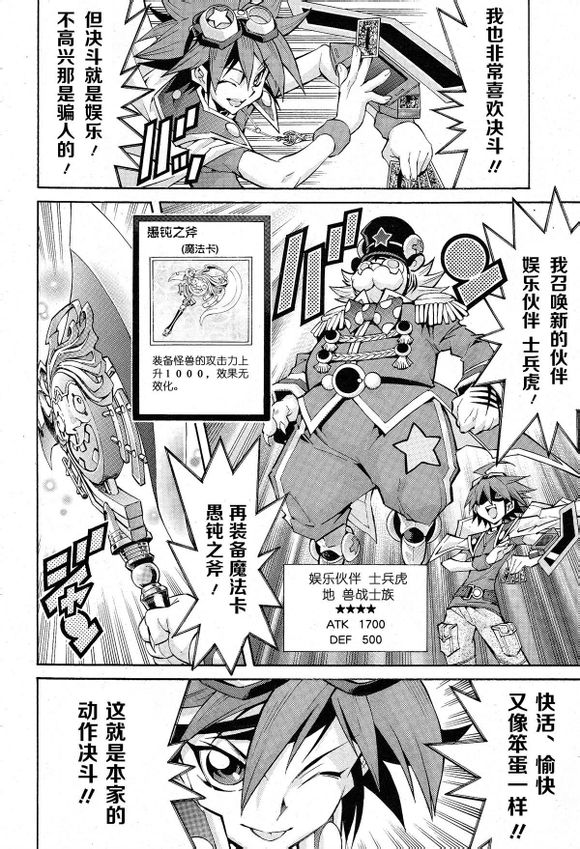 我也非常喜欢决斗!!
但决斗就是娱乐!
不高兴那是骗人的!
我召唤新的伙伴
娱乐伙伴 士兵虎!
愚钝之斧
(魔法卡)
装备怪兽的攻击力上
升1000，效果无
效化。
再装备魔法卡
愚钝之斧!
娱乐伙伴 士兵虎
地 兽战士族
★★★★
ATK 1700
DEF 500
快活、愉快
又像笨蛋一样!!
这就是本家的
动作决斗!!